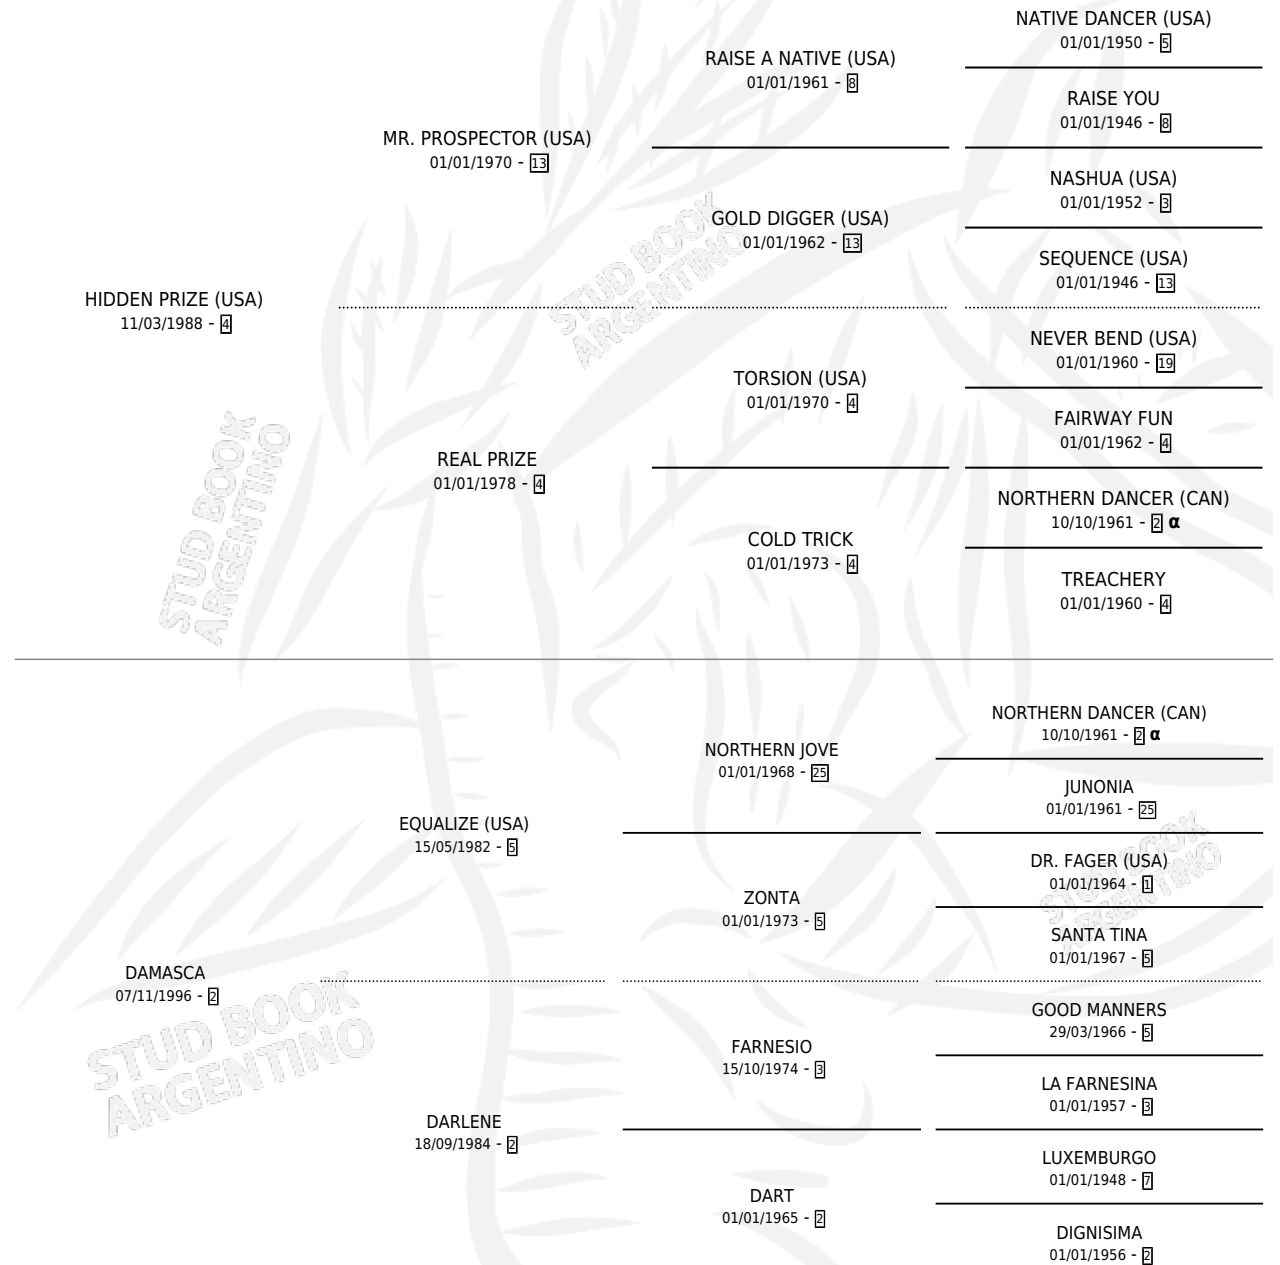 NATIVE DANCER (USA)
01/01/1950 - 5
RAISE A NATIVE (USA)
01/01/1961 - 8
RAISE YOU
01/01/1946 - 8
MR. PROSPECTOR (USA)
01/01/1970 - 13
NASHUA (USA)
01/01/1952 - 3
GOLD DIGGER (USA)
01/01/1962 - 13
SEQUENCE (USA)
01/01/1946 - 13
HIDDEN PRIZE (USA)
11/03/1988 - 4
NEVER BEND (USA)
01/01/1960 - 19
TORSION (USA)
01/01/1970 - 4
FAIRWAY FUN
01/01/1962 - 4
REAL PRIZE
01/01/1978 - 4
NORTHERN DANCER (CAN)
10/10/1961 - 2 α
COLD TRICK
01/01/1973 - 4
TREACHERY
01/01/1960 - 4
NORTHERN DANCER (CAN)
10/10/1961 - 2 α
NORTHERN JOVE
01/01/1968 - 25
JUNONIA
01/01/1961 - 25
EQUALIZE (USA)
15/05/1982 - 5
DR. FAGER (USA)
01/01/1964 - 1
ZONTA
01/01/1973 - 5
SANTA TINA
01/01/1967 - 5
DAMASCA
07/11/1996 - 2
GOOD MANNERS
29/03/1966 - 5
FARNESIO
15/10/1974 - 3
LA FARNESINA
01/01/1957 - 3
DARLENE
18/09/1984 - 2
LUXEMBURGO
01/01/1948 - 7
DART
01/01/1965 - 2
DIGNISIMA
01/01/1956 - 2
STUD BOOK
ARGENTINO
STUD BOOK
ARGENTINO
STUD BOOK
ARGENTINO
STUD BOOK
ARGENTINO